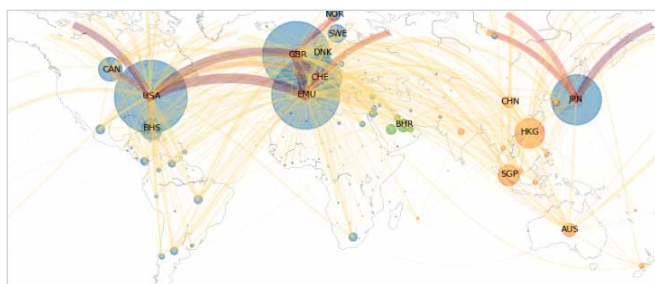 NOR
SWE
GBR
DNK
CAN
CHE
USA
EMU
CHN
JPN
BHS
BHR
HKG
SGP
AUS